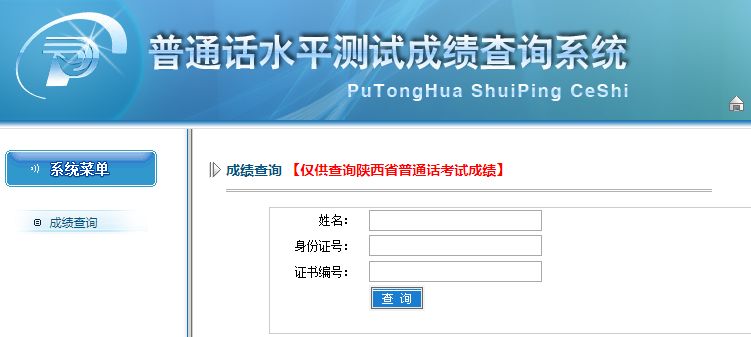 普通话水平测试成绩查询系统
PuTongHua ShuiPing CeShi
系统菜单
成绩查询
成绩查询 【仅供查询陕西省普通话考试成绩】
姓名：
身份证号：
证书编号：
查 询